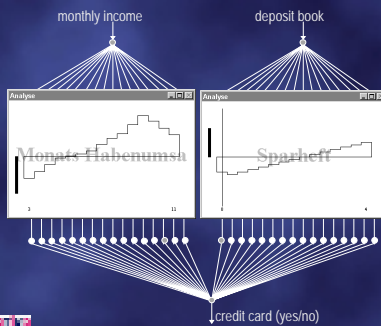 monthly income
deposit book
Analyse
Analyse
Monats Habenumsa
Sparheft
3
11
0
4
credit card (yes/no)